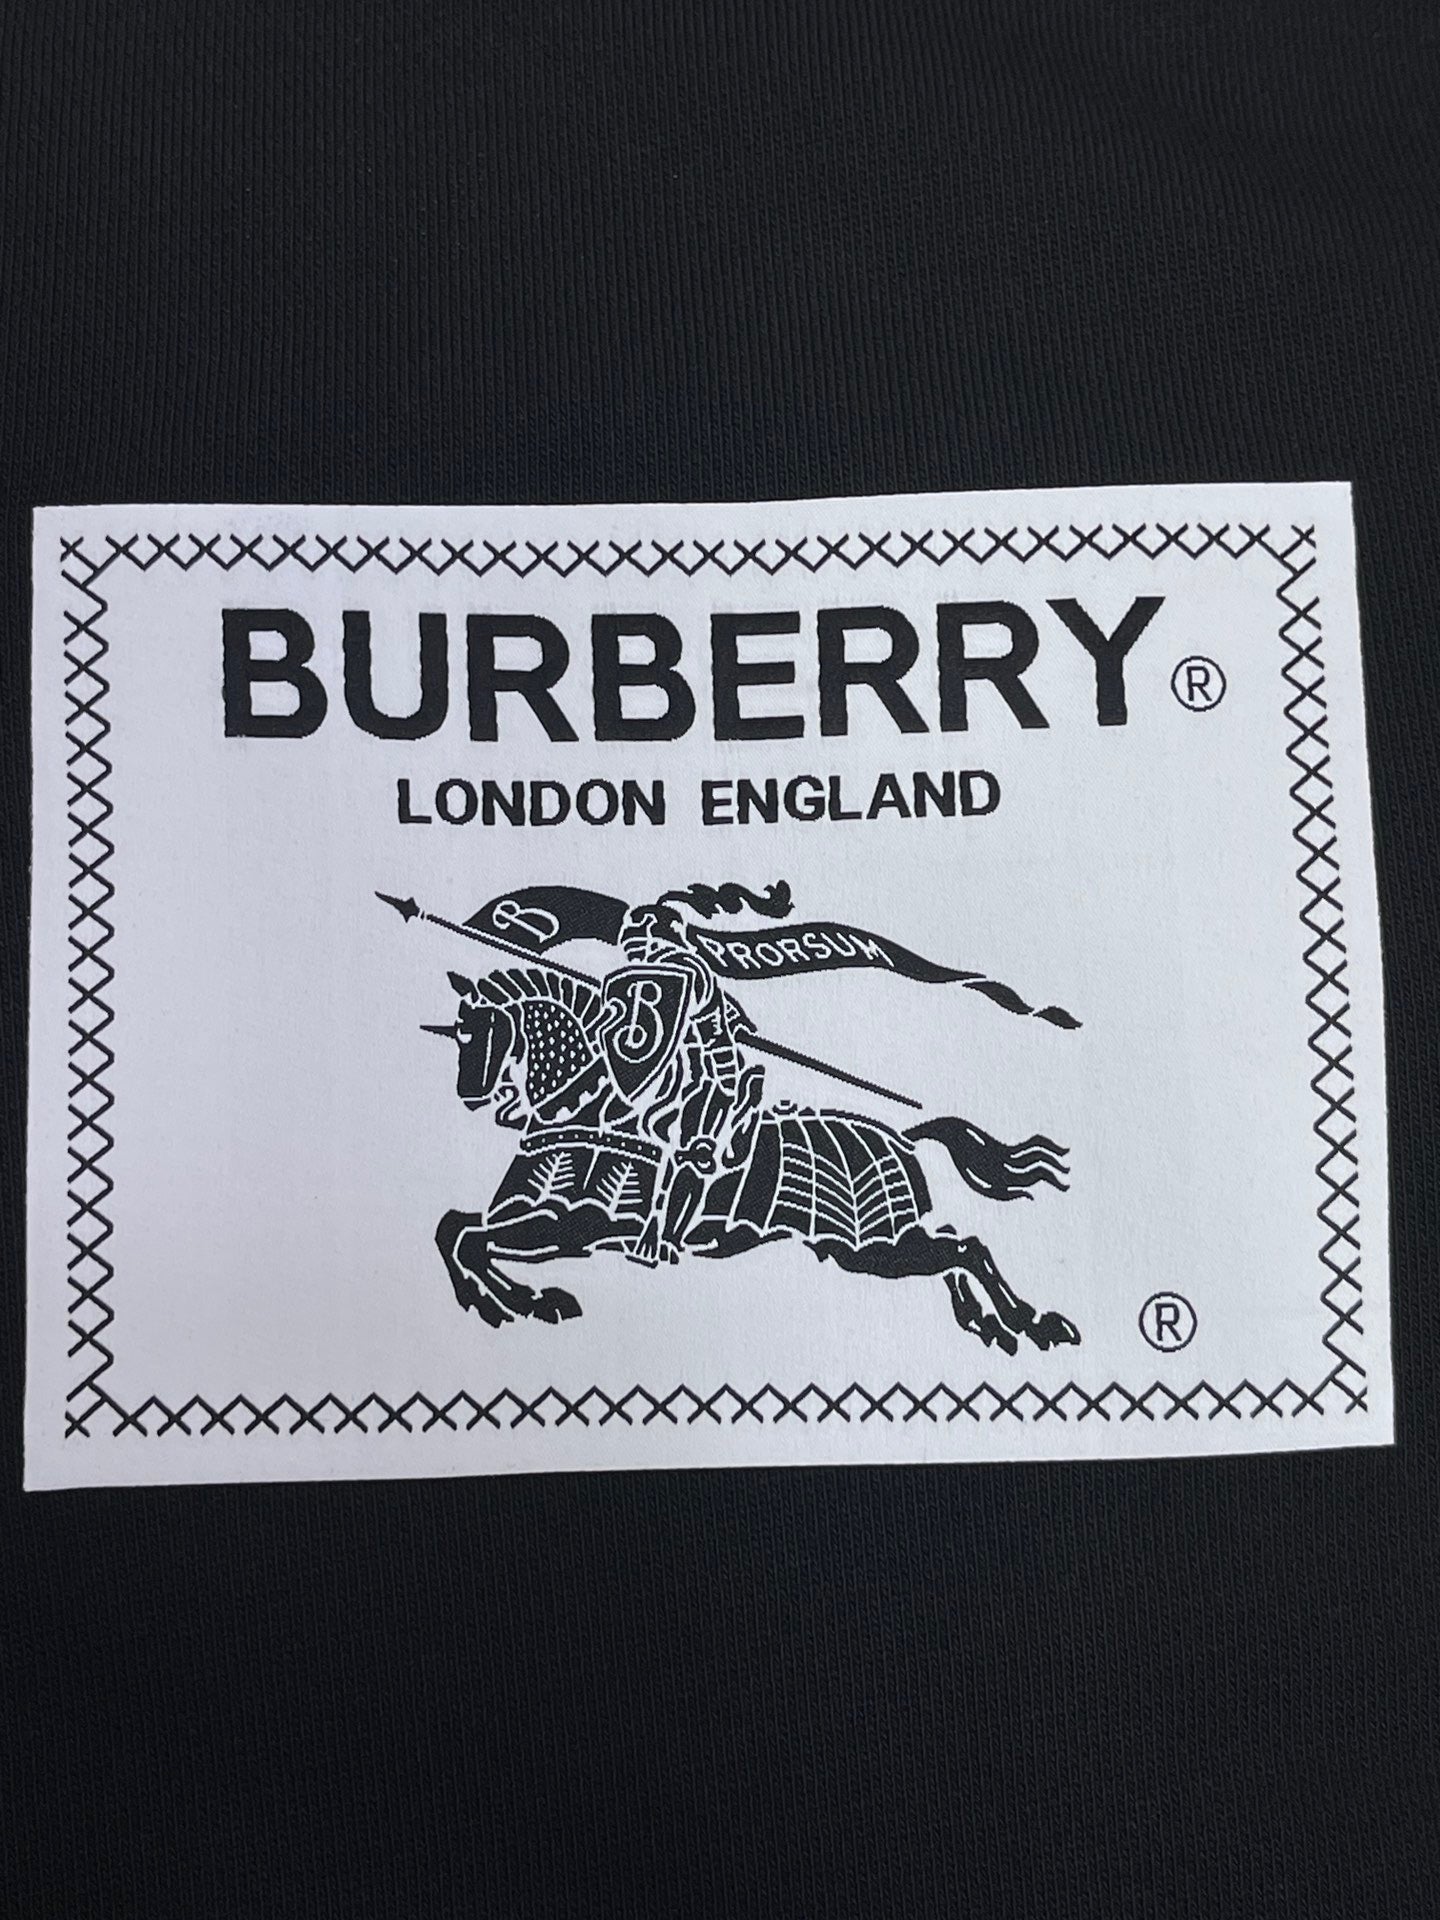 BURBERRY®
LONDON ENGLAND
B
PRORSUM
B
®